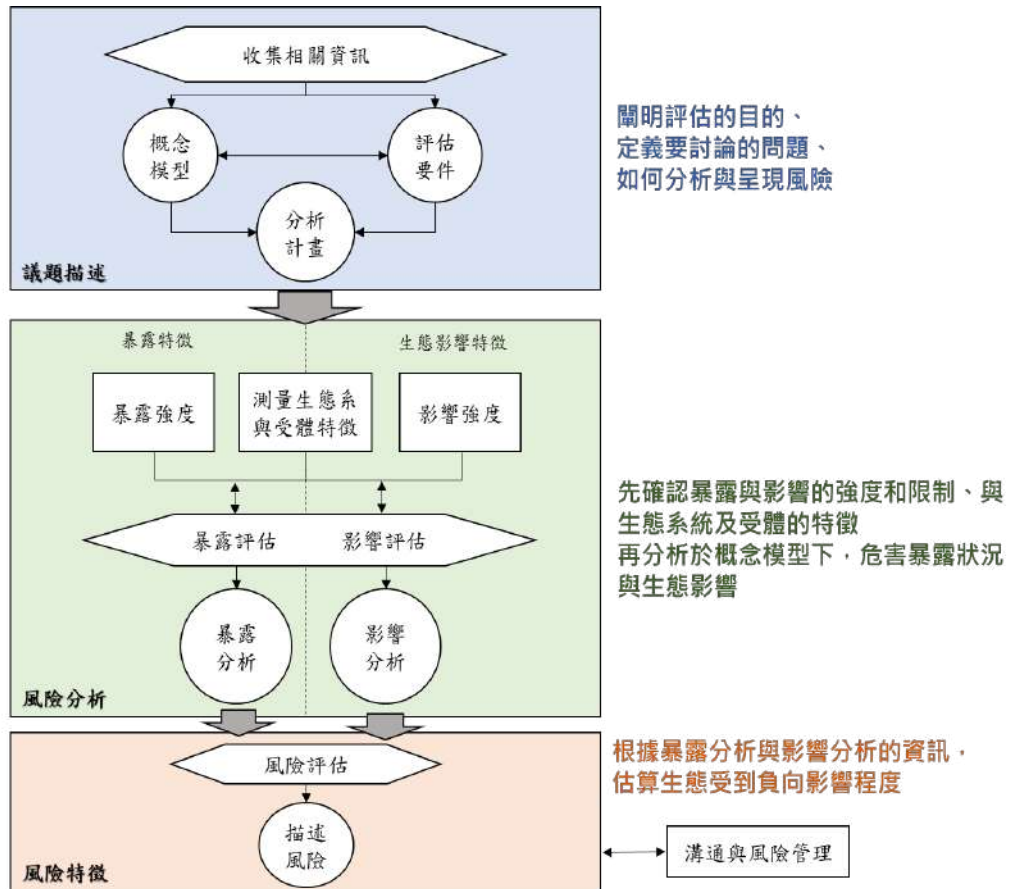 收集相關資訊
概念
模型
評估
要件
分析
計畫
議題描述
闡明評估的目的、
定義要討論的問題、
如何分析與呈現風險
暴露特徵
生態影響特徵
暴露強度
測量生態系
與受體特徵
影響強度
暴露評估
影響評估
暴露
分析
影響
分析
風險分析
先確認暴露與影響的強度和限制、與
生態系統及受體的特徵
再分析於概念模型下，危害暴露狀況
與生態影響
風險評估
描述
風險
風險特徵
根據暴露分析與影響分析的資訊，
估算生態受到負向影響程度
溝通與風險管理